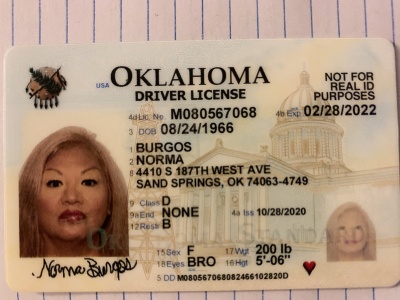 USA OKLAHOMA
DRIVER LICENSE
NOT FOR
REAL ID
PURPOSES
4d Lic. No. M080567068 4b Exp 02/28/2022
3 DOB 08/24/1966
1 BURGOS
2 NORMA
8 4410 S 187TH WEST AVE
SAND SPRINGS, OK 74063-4749
9 Class D
9a End NONE 4a Iss 10/28/2020
12 Restr B
15 Sex F 17 Wgt 200 lb
18 Eyes BRO 16 Hgt 5'-06"
5 DD M080567068082466102820D
Norma Burgos